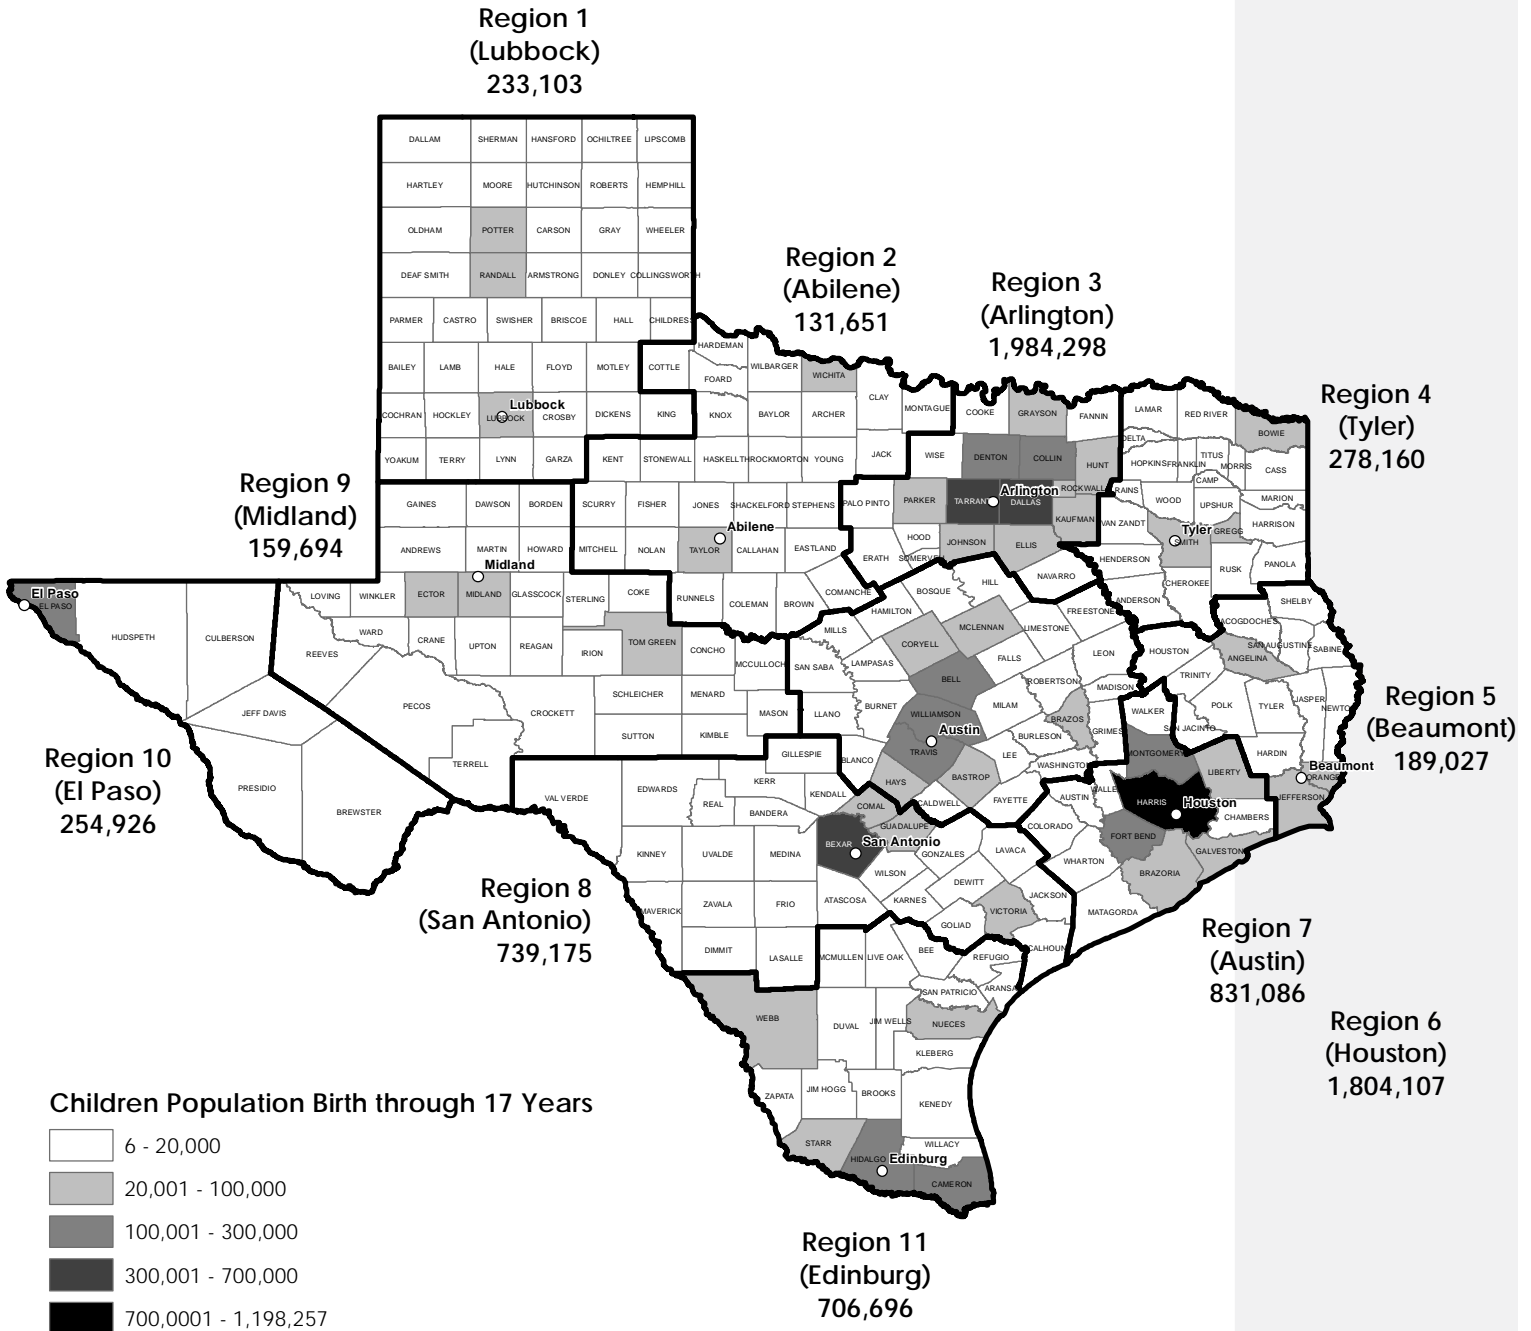 Region 1
(Lubbock)
233,103
DALLAM SHERMAN HANSFORD OCHILTREE LIPSCOMB
HARTLEY MOORE HUTCHINSON ROBERTS HEMPHILL
OLDHAM POTTER CARSON GRAY WHEELER
DEAF SMITH RANDALL ARMSTRONG DONLEY COLLINGSWORTH
PARMER CASTRO SWISHER BRISCOE HALL CHILDRESS
BAILEY LAMB HALE FLOYD MOTLEY COTTLE
COCHRAN HOCKLEY LUBBOCK CROSBY DICKENS KING
Lubbock
YOAKUM TERRY LYNN GARZA KENT STONEWALL HASKELL THROCKMORTON YOUNG
Region 2
(Abilene)
131,651
HARDEMAN
FOARD WILBARGER WICHITA
KNOX BAYLOR ARCHER CLAY MONTAGUE
JACK
Region 3
(Arlington)
1,984,298
COOKE GRAYSON FANNIN
WISE DENTON COLLIN HUNT
PALO PINTO PARKER TARRANT DALLAS ROCKWALL
Arlington
KAUFMAN
HOOD JOHNSON ELLIS
ERATH SOMERVELL
NAVARRO
Region 4
(Tyler)
278,160
LAMAR RED RIVER BOWIE
DELTA
HOPKINS FRANKLIN TITUS MORRIS CASS
CAMP
RAINS WOOD UPSHUR MARION
VAN ZANDT Tyler SMITH GREGG HARRISON
HENDERSON RUSK PANOLA
CHEROKEE
ANDERSON
Region 9
(Midland)
159,694
GAINES DAWSON BORDEN SCURRY FISHER JONES SHACKELFORD STEPHENS
ANDREWS MARTIN HOWARD MITCHELL NOLAN TAYLOR CALLAHAN EASTLAND
Abilene
Midland
LOVING WINKLER ECTOR MIDLAND GLASSCOCK STERLING COKE RUNNELS COLEMAN BROWN COMANCHE
WARD CRANE UPTON REAGAN IRION TOM GREEN CONCHO MCCULLOCH
REEVES
PECOS CROCKETT SCHLEICHER MENARD
SUTTON KIMBLE MASON
TERRELL
El Paso
EL PASO
HUDSPETH CULBERSON
JEFF DAVIS
PRESIDIO BREWSTER
Region 10
(El Paso)
254,926
HILL
BOSQUE
HAMILTON FREESTONE
MILLS CORYELL MCLENNAN LIMESTONE
SAN SABA LAMPASAS FALLS LEON
BELL ROBERTSON MADISON
LLANO BURNET WILLIAMSON MILAM BRAZOS GRIMES
Austin
TRAVIS BURLESON
BLANCO LEE WASHINGTON
HAYS BASTROP
CALDWELL FAYETTE
SHELBY
NACOGDOCHES
SAN AUGUSTINE SABINE
HOUSTON ANGELINA
TRINITY
POLK TYLER JASPER NEWTON
SAN JACINTO
HARDIN
Beaumont
ORANGE
JEFFERSON
Region 5
(Beaumont)
189,027
WALKER
MONTGOMERY
LIBERTY
WALLER HARRIS Houston
AUSTIN CHAMBERS
COLORADO FORT BEND
GALVESTON
WHARTON BRAZORIA
MATAGORDA
GILLESPIE
VAL VERDE EDWARDS KERR KENDALL
REAL BANDERA COMAL
GUADALUPE
KINNEY UVALDE MEDINA BEXAR San Antonio
GONZALES LAVACA
WILSON DEWITT
MAVERICK ZAVALA FRIO ATASCOSA KARNES JACKSON
VICTORIA
GOLIAD
DIMMIT LASALLE CALHOUN
Region 8
(San Antonio)
739,175
Region 7
(Austin)
831,086
Region 6
(Houston)
1,804,107
MCMULLEN LIVE OAK BEE REFUGIO
SAN PATRICIO ARANSAS
WEBB DUVAL JIM WELLS NUECES
KLEBERG
ZAPATA JIM HOGG BROOKS KENEDY
STARR HIDALGO Edinburg WILLACY
CAMERON
Region 11
(Edinburg)
706,696
Children Population Birth through 17 Years
6 - 20,000
20,001 - 100,000
100,001 - 300,000
300,001 - 700,000
700,0001 - 1,198,257